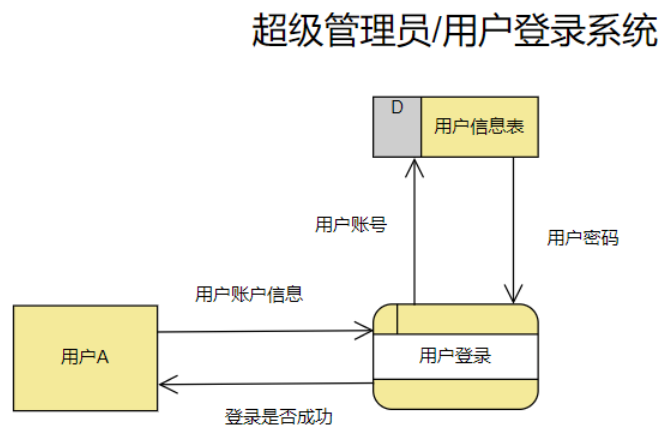 超级管理员/用户登录系统
D
用户信息表
用户账号
用户密码
用户账户信息
用户A
用户登录
登录是否成功